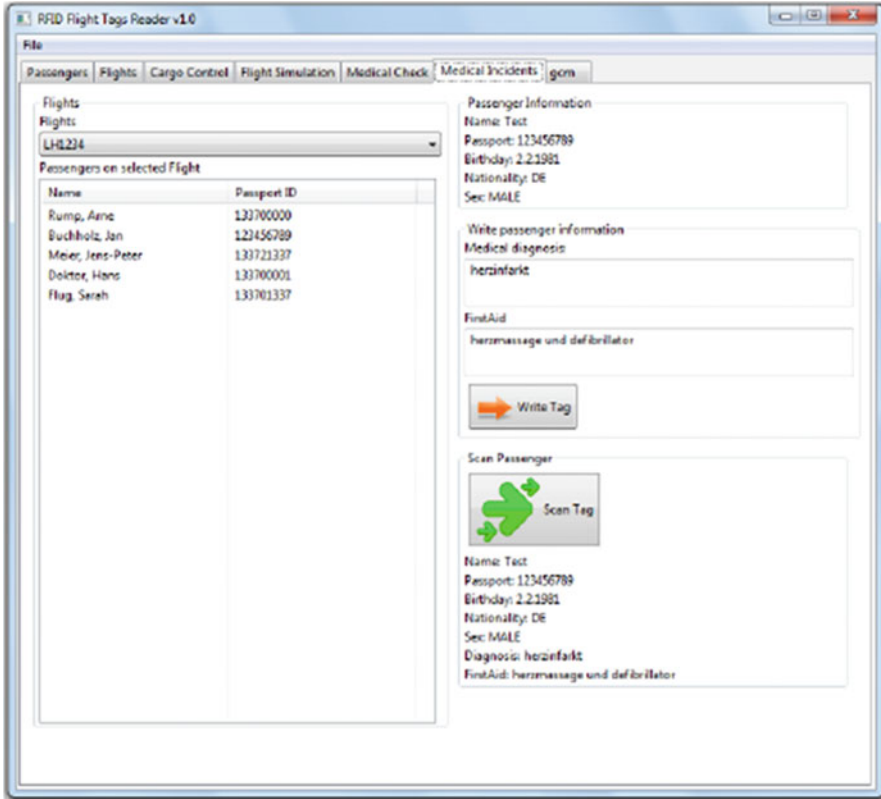 RFID Flight Tags Reader v1.0
File
Passengers Flights Cargo Control Flight Simulation Medical Check Medical Incidents gcm
Flights
Flights
LH1234
Passengers on selected Flight
Name Passport ID
Rump, Arne 133700000
Buchholz, Jan 123456789
Meier, Jens-Peter 133721337
Doktor, Hans 133700001
Flug, Sarah 133701337
Passenger Information
Name: Test
Passport: 123456789
Birthday: 2.2.1981
Nationality: DE
Sex: MALE
Write passenger information
Medical diagnosis:
herzinfarkt
FirstAid
herzmassage und defibrillator
Write Tag
Scan Passenger
Scan Tag
Name: Test
Passport: 123456789
Birthday: 2.2.1981
Nationality: DE
Sex: MALE
Diagnosis: herzinfarkt
FirstAid: herzmassage und defibrillator